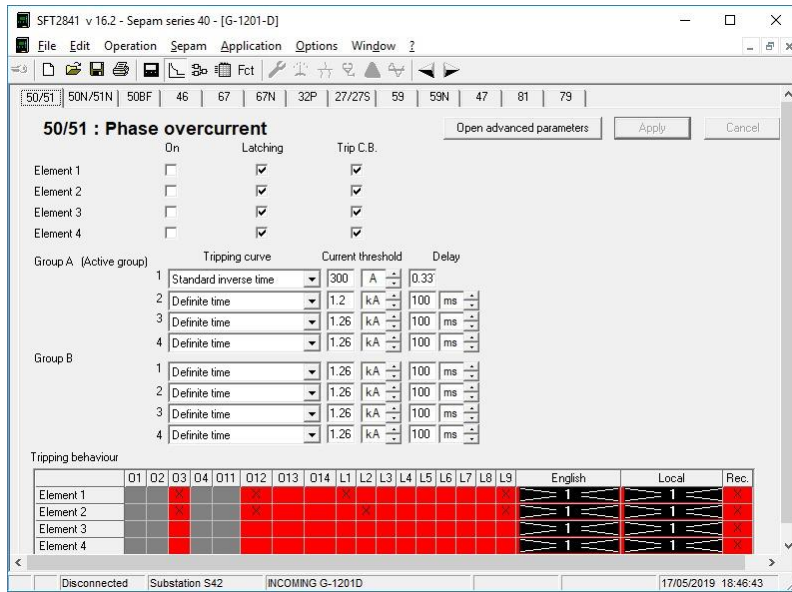 SFT2841 v 16.2 - Sepam series 40 - [G-1201-D]
File Edit Operation Sepam Application Options Window ?
Fct
50/51 50N/51N 50BF 46 67 67N 32P 27/27S 59 59N 47 81 79
50/51 : Phase overcurrent
Open advanced parameters Apply Cancel
On Latching Trip C.B.
Element 1
Element 2
Element 3
Element 4
Group A (Active group) Tripping curve Current threshold Delay
1 Standard inverse time 300 A 0.33
2 Definite time 1.2 kA 100 ms
3 Definite time 1.26 kA 100 ms
4 Definite time 1.26 kA 100 ms
Group B
1 Definite time 1.26 kA 100 ms
2 Definite time 1.26 kA 100 ms
3 Definite time 1.26 kA 100 ms
4 Definite time 1.26 kA 100 ms
Tripping behaviour
O1 O2 O3 O4 O11 O12 O13 O14 L1 L2 L3 L4 L5 L6 L7 L8 L9 English Local Rec.
Element 1 X X X X 1 1 X
Element 2 X X X X 1 1 X
Element 3 1 1 X
Element 4 1 1 X
Disconnected Substation S42 INCOMING G-1201D 17/05/2019 18:46:43